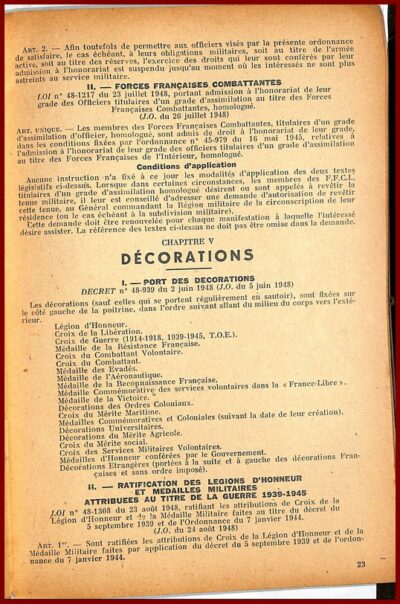 ART. 2. — Afin toutefois de permettre aux officiers visés par la présente ordonnance
de satisfaire, le cas échéant, à leurs obligations militaires, soit au titre de l'armée
active, soit au titre des réserves, l'exercice des droits qui leur sont conférés par leur
admission à l'honorariat est suspendu jusqu'au moment où les intéressés ne sont plus
astreints au service militaire.
II. — FORCES FRANÇAISES COMBATTANTES
LOI n° 48-1217 du 23 juillet 1948, portant admission à l'honorariat de leur
grade des Officiers titulaires d'un grade d'assimilation au titre des Forces
Françaises Combattantes, homologué.
(J.O. du 26 juillet 1948)
ART. UNIQUE. — Les membres des Forces Françaises Combattantes, titulaires d'un grade
d'assimilation d'officier, homologué, sont admis de droit à l'honorariat de leur grade,
dans les conditions fixées par l'ordonnance n° 45-979 du 16 mai 1945, relatives à
l'admission à l'honorariat de leur grade des officiers titulaires d'un grade d'assimilation
au titre des Forces Françaises de l'Intérieur, homologué.
Conditions d'application
Aucune instruction n'a fixé à ce jour les modalités d'application des deux textes
législatifs ci-dessus. Lorsque dans certaines circonstances, les membres des F.F.C.I.,
titulaires d'un grade d'assimilation homologué désirent ou sont appelés à revêtir la
tenue militaire, il leur est conseillé d'adresser une demande d'autorisation de revêtir
cette tenue, au Général commandant la Région militaire de la circonscription de leur
résidence (ou le cas échéant à la subdivision militaire).
Cette demande doit être renouvelée pour chaque manifestation à laquelle l'intéressé
désire assister. La référence des textes ci-dessus ne doit pas être omise dans la demande.
CHAPITRE V
DÉCORATIONS
I. — PORT DES DECORATIONS
DECRET n° 48-939 du 2 juin 1948 (J.O. du 5 juin 1948)
Les décorations (sauf celles qui se portent régulièrement en sautoir), sont fixées sur
le côté gauche de la poitrine, dans l'ordre suivant allant du milieu du corps vers l'exté-
rieur.
Légion d'Honneur.
Croix de la Libération.
Croix de Guerre (1914-1918, 1939-1945, T.O.E.).
Médaille de la Résistance Française.
Croix du Combattant Volontaire.
Croix du Combattant.
Médaille des Evadés.
Médaille de l'Aéronautique.
Médaille de la Reconnaissance Française.
Médaille Commémorative des services volontaires dans la « France-Libre ».
Médaille de la Victoire.
Décorations des Ordres Coloniaux.
Croix du Mérite Maritime.
Médailles Commémoratives et Coloniales (suivant la date de leur création).
Décorations Universitaires.
Décorations du Mérite Agricole.
Croix du Mérite social.
Croix des Services Militaires Volontaires.
Médailles d'Honneur conférées par le Gouvernement.
Décorations Etrangères (portées à la suite et à gauche des décorations Fran-
çaises et sans ordre imposé).
II. — RATIFICATION DES LEGIONS D'HONNEUR
ET MEDAILLES MILITAIRES
ATTRIBUEES AU TITRE DE LA GUERRE 1939-1945
LOI n° 48-1308 du 23 août 1948, ratifiant les attributions de Croix de la
Légion d'Honneur et de la Médaille Militaire faites au titre du décret du
5 septembre 1939 et de l'Ordonnance du 7 janvier 1944.
(J.O. du 24 août 1948)
ART. 1er. — Sont ratifiées les attributions de Croix de la Légion d'Honneur et de la
Médaille Militaire faites par application du décret du 5 septembre 1939 et de l'ordon-
nance du 7 janvier 1944.
23